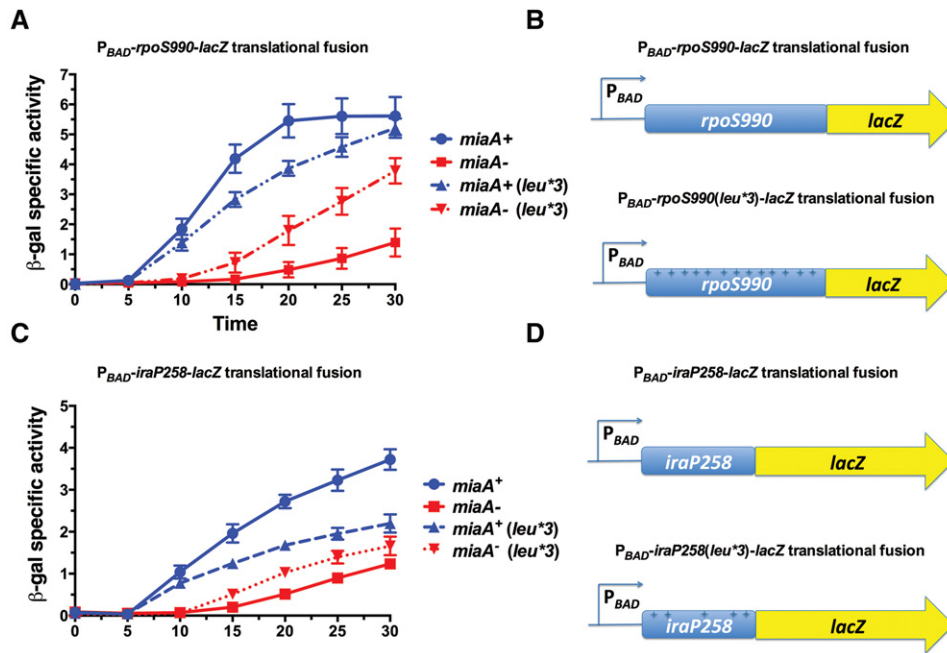 A
P_BAD-rpoS990-lacZ translational fusion
7
6
5
4
3
2
1
0
β-gal specific activity
0 5 10 15 20 25 30
Time
miaA+
miaA-
miaA+ (leu*3)
miaA- (leu*3)
B
P_BAD-rpoS990-lacZ translational fusion
P_BAD
rpoS990 lacZ
P_BAD-rpoS990(leu*3)-lacZ translational fusion
P_BAD
+ + + + + + + + + + + + + +
rpoS990 lacZ
C
P_BAD-iraP258-lacZ translational fusion
5
4
3
2
1
0
β-gal specific activity
0 5 10 15 20 25 30
miaA⁺
miaA-
miaA⁺ (leu*3)
miaA⁻ (leu*3)
D
P_BAD-iraP258-lacZ translational fusion
P_BAD
iraP258 lacZ
P_BAD-iraP258(leu*3)-lacZ translational fusion
P_BAD
+ + + + +
iraP258 lacZ